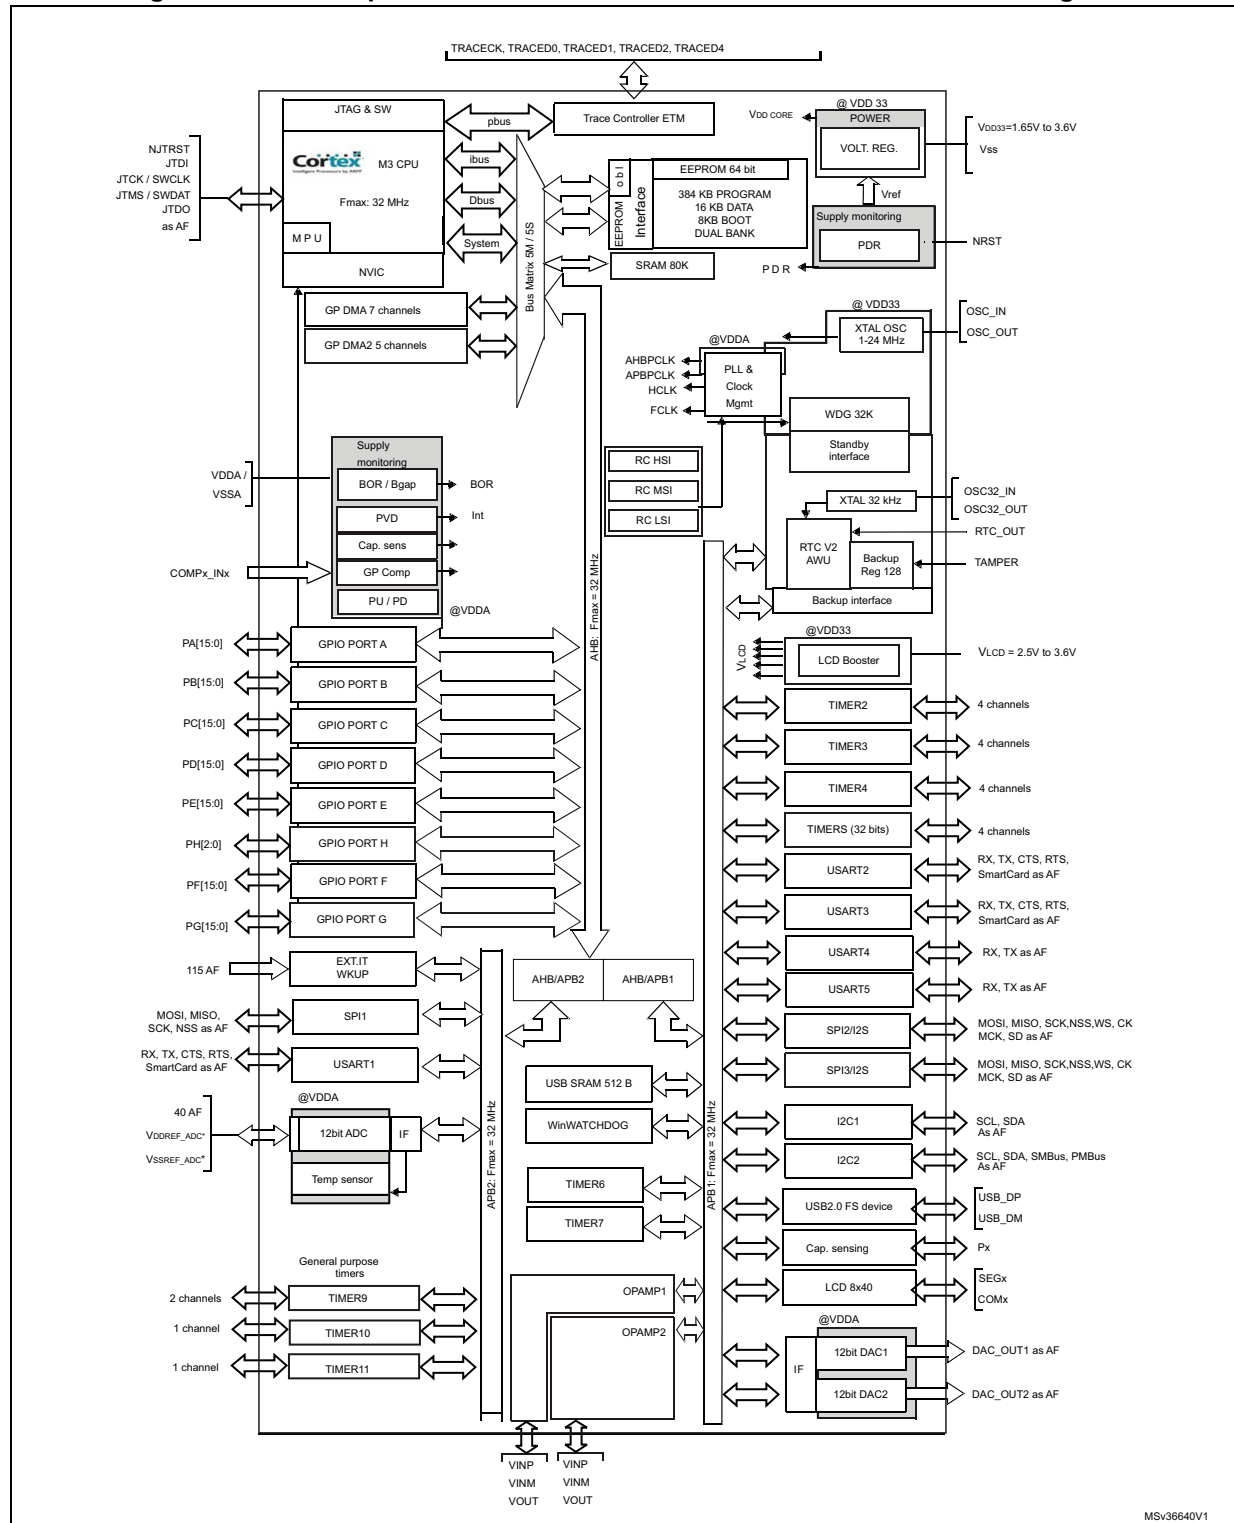 TRACECK, TRACED0, TRACED1, TRACED2, TRACED4
JTAG & SW
pbus
Trace Controller ETM
VDD CORE
@ VDD 33
POWER
VOLT. REG.
VDD33=1.65V to 3.6V
Vss
NJTRST
JTDI
JTCK / SWCLK
JTMS / SWDAT
JTDO
as AF
Cortex
Intelligent Processors by ARM®
M3 CPU
Fmax: 32 MHz
MPU
NVIC
ibus
Dbus
System
Bus Matrix 5M / 5S
EEPROM
Interface
obl
EEPROM 64 bit
384 KB PROGRAM
16 KB DATA
8KB BOOT
DUAL BANK
SRAM 80K
Vref
Supply monitoring
PDR
NRST
PDR
GP DMA 7 channels
GP DMA2 5 channels
@ VDD33
XTAL OSC
1-24 MHz
OSC_IN
OSC_OUT
@VDDA
AHBPCLK
APBPCLK
HCLK
FCLK
PLL &
Clock
Mgmt
WDG 32K
Standby
interface
RC HSI
RC MSI
RC LSI
XTAL 32 kHz
OSC32_IN
OSC32_OUT
RTC V2
AWU
Backup
Reg 128
RTC_OUT
TAMPER
Backup interface
Supply
monitoring
VDDA /
VSSA
BOR / Bgap
BOR
PVD
Int
Cap. sens
COMPx_INx
GP Comp
PU / PD
@VDDA
AHB: Fmax = 32 MHz
@VDD33
VLCD
LCD Booster
VLCD = 2.5V to 3.6V
PA[15:0]
GPIO PORT A
PB[15:0]
GPIO PORT B
PC[15:0]
GPIO PORT C
PD[15:0]
GPIO PORT D
PE[15:0]
GPIO PORT E
PH[2:0]
GPIO PORT H
PF[15:0]
GPIO PORT F
PG[15:0]
GPIO PORT G
TIMER2
4 channels
TIMER3
4 channels
TIMER4
4 channels
TIMERS (32 bits)
4 channels
USART2
RX, TX, CTS, RTS,
SmartCard as AF
USART3
RX, TX, CTS, RTS,
SmartCard as AF
USART4
RX, TX as AF
USART5
RX, TX as AF
SPI2/I2S
MOSI, MISO, SCK,NSS,WS, CK
MCK, SD as AF
SPI3/I2S
MOSI, MISO, SCK,NSS,WS, CK
MCK, SD as AF
I2C1
SCL, SDA
As AF
I2C2
SCL, SDA, SMBus, PMBus
As AF
USB2.0 FS device
USB_DP
USB_DM
Cap. sensing
Px
LCD 8x40
SEGx
COMx
@VDDA
IF
12bit DAC1
DAC_OUT1 as AF
12bit DAC2
DAC_OUT2 as AF
115 AF
EXT.IT
WKUP
AHB/APB2
AHB/APB1
MOSI, MISO,
SCK, NSS as AF
SPI1
RX, TX, CTS, RTS,
SmartCard as AF
USART1
@VDDA
40 AF
VDDREF_ADC*
VSSREF_ADC*
12bit ADC
IF
Temp sensor
APB2: Fmax = 32 MHz
USB SRAM 512 B
WinWATCHDOG
TIMER6
TIMER7
APB1: Fmax = 32 MHz
General purpose
timers
2 channels
TIMER9
1 channel
TIMER10
1 channel
TIMER11
OPAMP1
OPAMP2
VINP
VINM
VOUT
VINP
VINM
VOUT
MSv36640V1